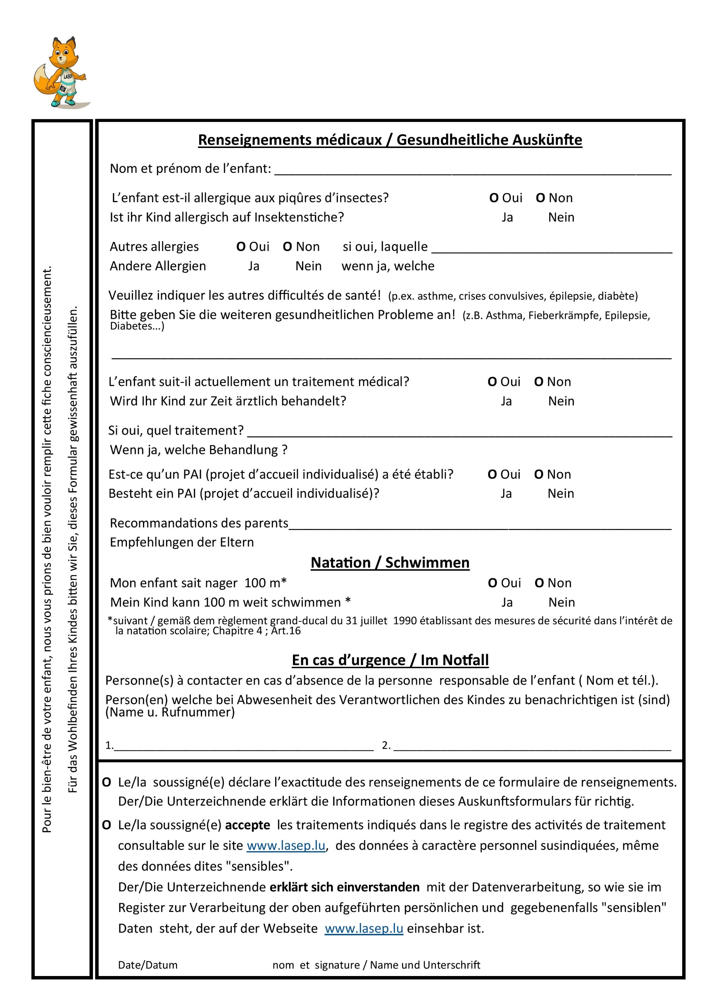 LASEP
Pour le bien-être de votre enfant, nous vous prions de bien vouloir remplir cette fiche consciencieusement.
Für das Wohlbefinden Ihres Kindes bitten wir Sie, dieses Formular gewissenhaft auszufüllen.
Renseignements médicaux / Gesundheitliche Auskünfte
Nom et prénom de l’enfant: ____________________
L’enfant est-il allergique aux piqûres d’insectes? O Oui O Non
Ist ihr Kind allergisch auf Insektenstiche? Ja Nein
Autres allergies O Oui O Non si oui, laquelle ____________________
Andere Allergien Ja Nein wenn ja, welche
Veuillez indiquer les autres difficultés de santé! (p.ex. asthme, crises convulsives, épilepsie, diabète)
Bitte geben Sie die weiteren gesundheitlichen Probleme an! (z.B. Asthma, Fieberkrämpfe, Epilepsie,
Diabetes...)
____________________
L’enfant suit-il actuellement un traitement médical? O Oui O Non
Wird Ihr Kind zur Zeit ärztlich behandelt? Ja Nein
Si oui, quel traitement? ____________________
Wenn ja, welche Behandlung ?
Est-ce qu’un PAI (projet d’accueil individualisé) a été établi? O Oui O Non
Besteht ein PAI (projet d’accueil individualisé)? Ja Nein
Recommandations des parents____________________
Empfehlungen der Eltern
Natation / Schwimmen
Mon enfant sait nager 100 m* O Oui O Non
Mein Kind kann 100 m weit schwimmen * Ja Nein
*suivant / gemäß dem règlement grand-ducal du 31 juillet 1990 établissant des mesures de sécurité dans l’intérêt de
la natation scolaire; Chapitre 4 ; Art.16
En cas d’urgence / Im Notfall
Personne(s) à contacter en cas d’absence de la personne responsable de l’enfant ( Nom et tél.).
Person(en) welche bei Abwesenheit des Verantwortlichen des Kindes zu benachrichtigen ist (sind)
(Name u. Rufnummer)
1.____________________ 2. ____________________
O Le/la soussigné(e) déclare l’exactitude des renseignements de ce formulaire de renseignements.
Der/Die Unterzeichnende erklärt die Informationen dieses Auskunftsformulars für richtig.
O Le/la soussigné(e) accepte les traitements indiqués dans le registre des activités de traitement
consultable sur le site www.lasep.lu, des données à caractère personnel susindiquées, même
des données dites "sensibles".
Der/Die Unterzeichnende erklärt sich einverstanden mit der Datenverarbeitung, so wie sie im
Register zur Verarbeitung der oben aufgeführten persönlichen und gegebenenfalls "sensiblen"
Daten steht, der auf der Webseite www.lasep.lu einsehbar ist.
Date/Datum nom et signature / Name und Unterschrift